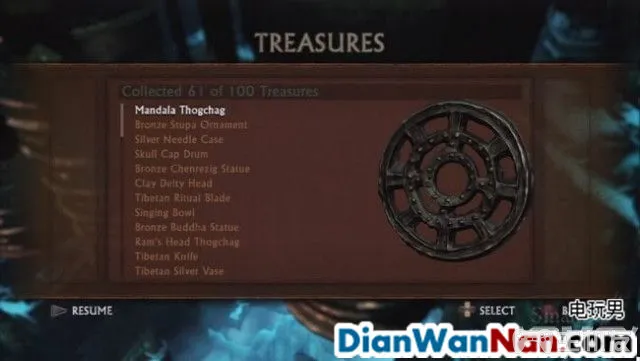 TREASURES
Collected 61 of 100 Treasures
Mandala Thogchag
Bronze Stupa Ornament
Silver Needle Case
Skull Cap Drum
Bronze Chenrezig Statue
Clay Deity Head
Tibetan Ritual Blade
Singing Bowl
Bronze Buddha Statue
Ram's Head Thogchag
Tibetan Knife
Tibetan Silver Vase
RESUME
SELECT
电玩男
DianWanNan.com